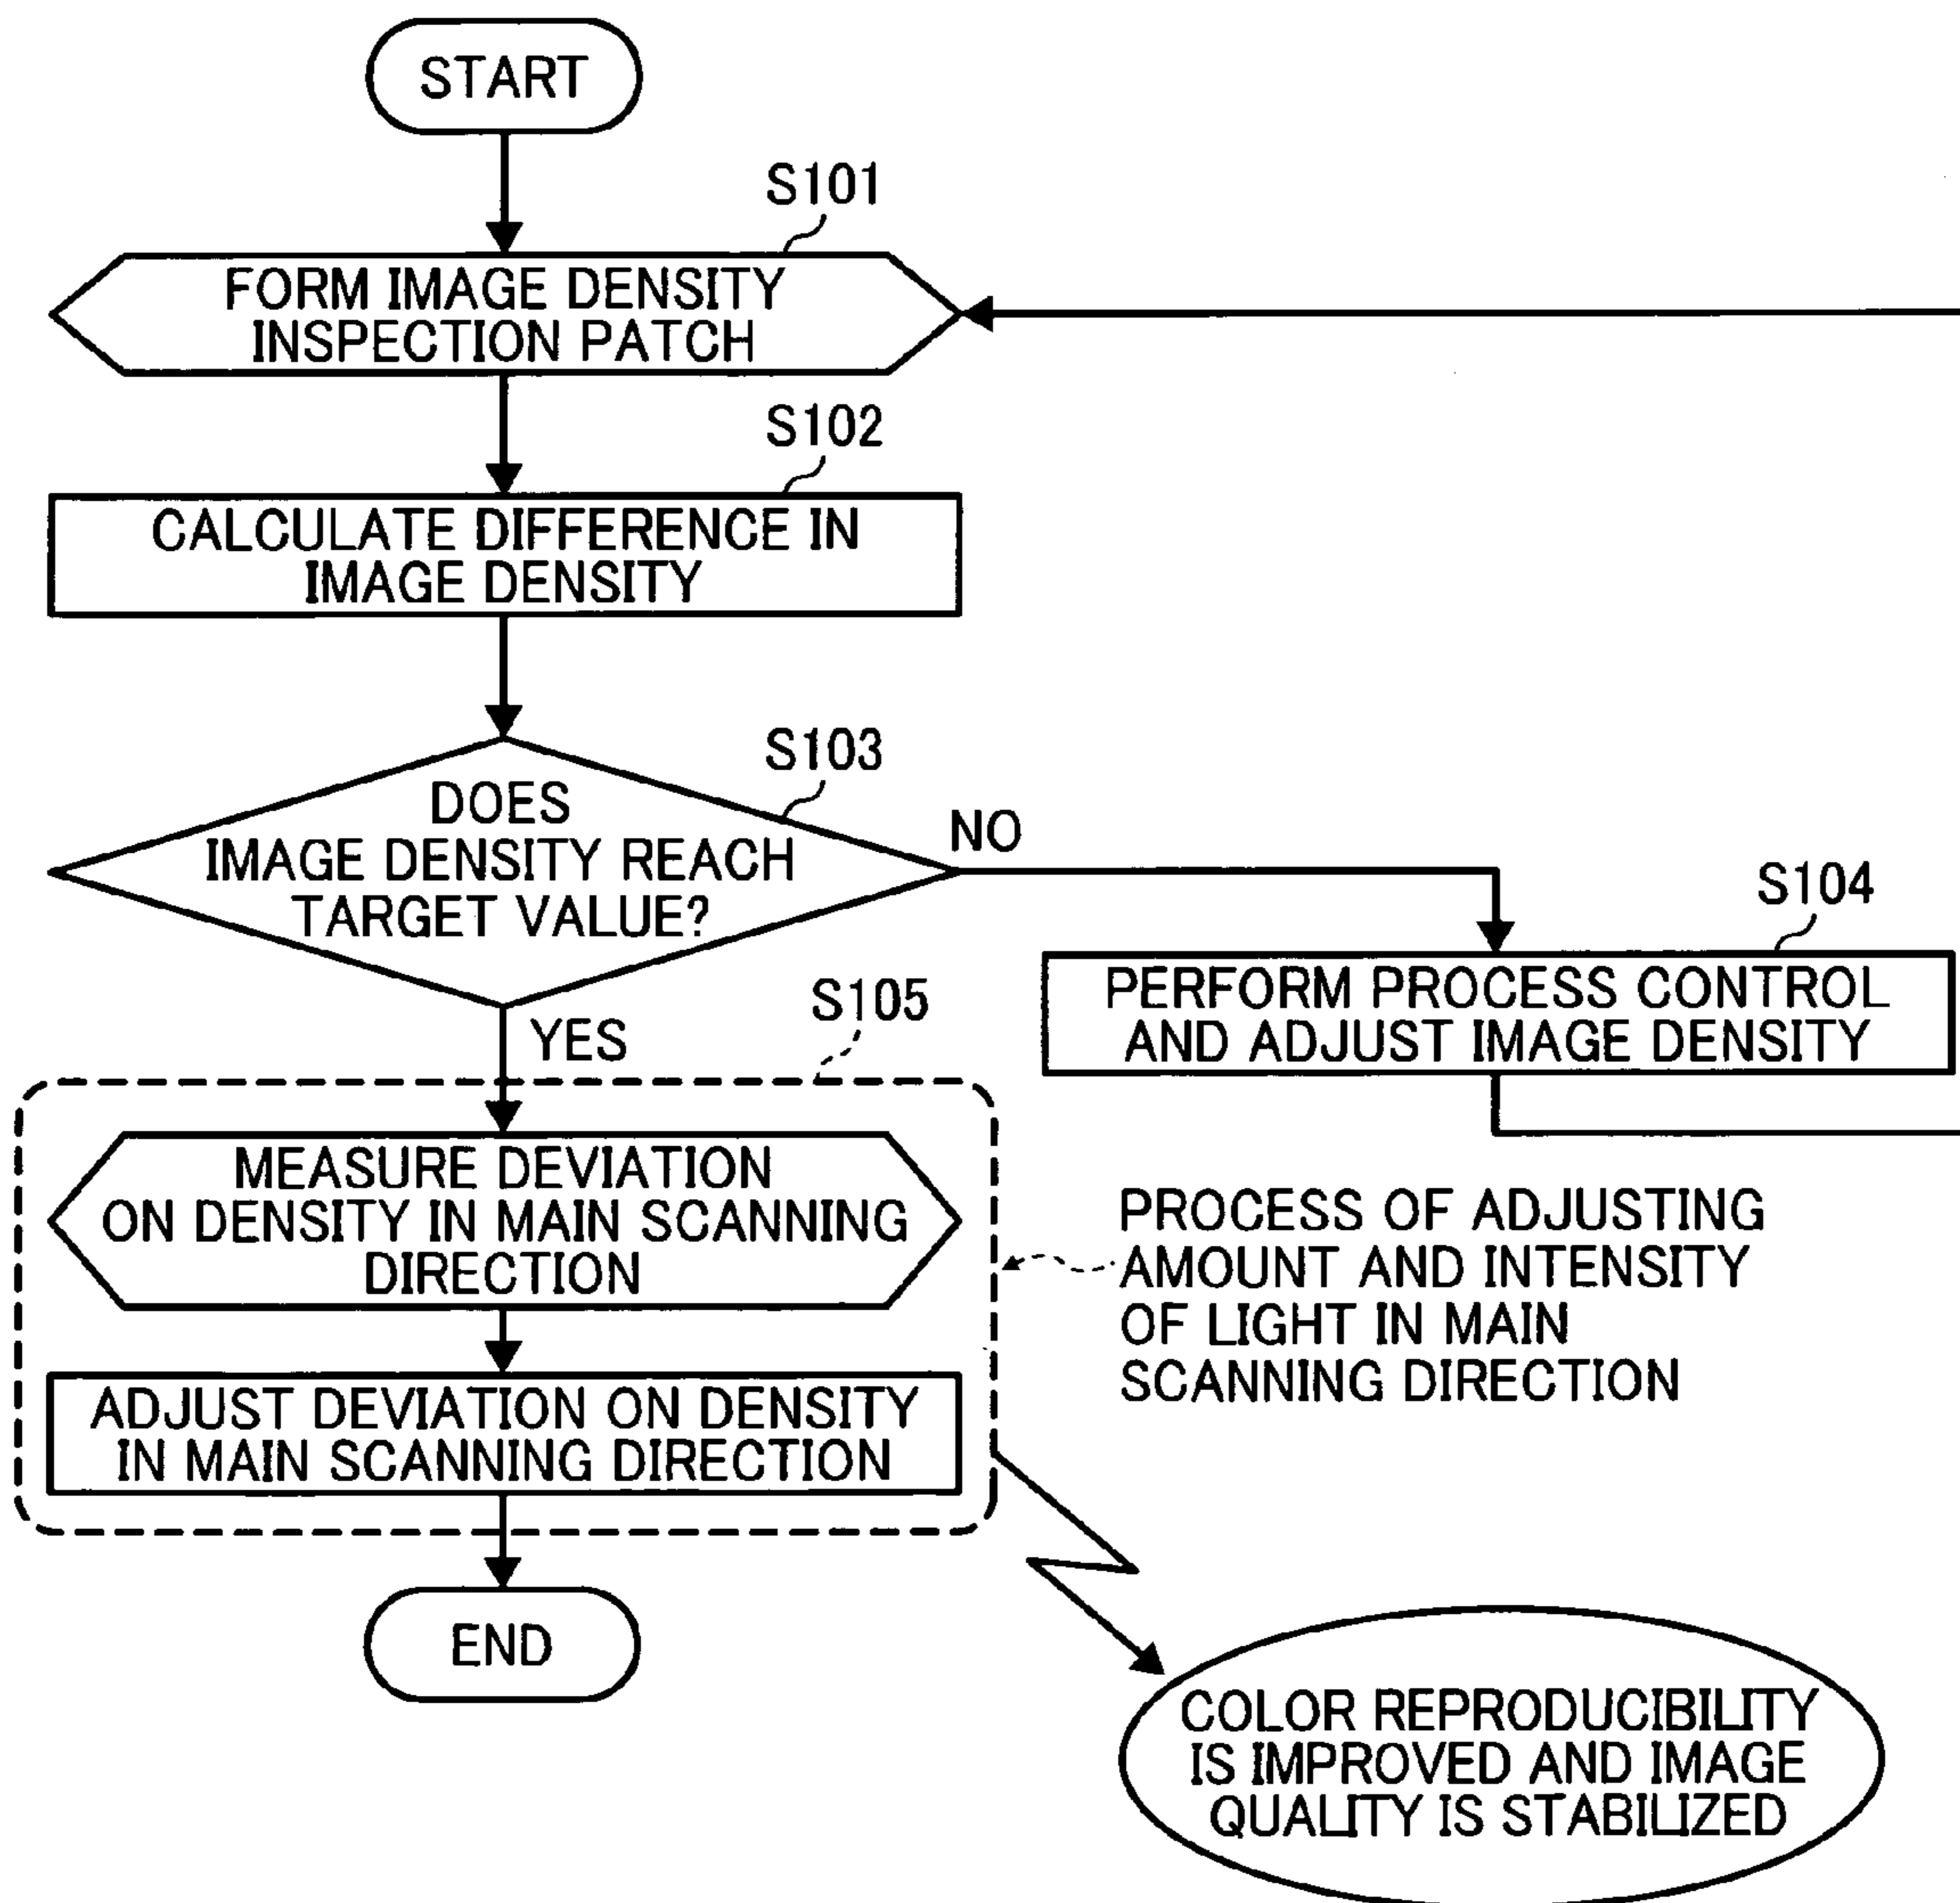 START
S101
FORM IMAGE DENSITY
INSPECTION PATCH
S102
CALCULATE DIFFERENCE IN
IMAGE DENSITY
S103
DOES
IMAGE DENSITY REACH
TARGET VALUE?
NO
S104
PERFORM PROCESS CONTROL
AND ADJUST IMAGE DENSITY
YES
S105
MEASURE DEVIATION
ON DENSITY IN MAIN SCANNING
DIRECTION
ADJUST DEVIATION ON DENSITY
IN MAIN SCANNING DIRECTION
PROCESS OF ADJUSTING
AMOUNT AND INTENSITY
OF LIGHT IN MAIN
SCANNING DIRECTION
END
COLOR REPRODUCIBILITY
IS IMPROVED AND IMAGE
QUALITY IS STABILIZED